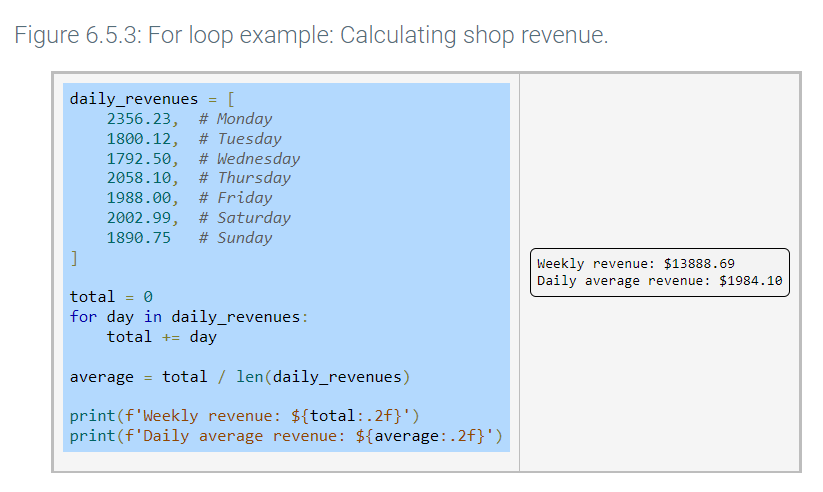 Figure 6.5.3: For loop example: Calculating shop revenue.
daily_revenues = [
    2356.23,  # Monday
    1800.12,  # Tuesday
    1792.50,  # Wednesday
    2058.10,  # Thursday
    1988.00,  # Friday
    2002.99,  # Saturday
    1890.75   # Sunday
]
total = 0
for day in daily_revenues:
    total += day
average = total / len(daily_revenues)
print(f'Weekly revenue: ${total:.2f}')
print(f'Daily average revenue: ${average:.2f}')
Weekly revenue: $13888.69
Daily average revenue: $1984.10